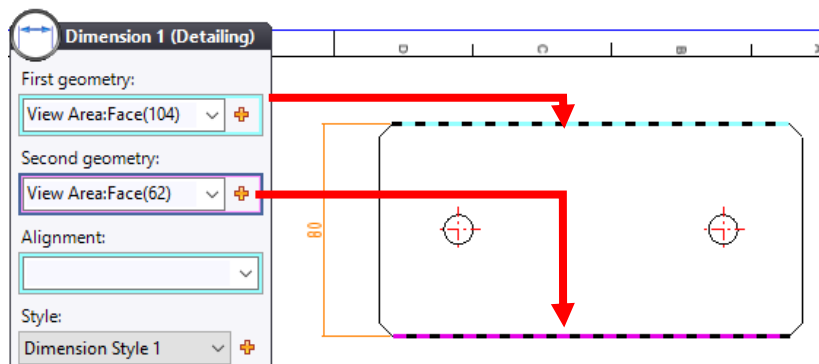 Dimension 1 (Detailing)
D
C
B
First geometry:
View Area:Face(104)
Second geometry:
View Area:Face(62)
80
Alignment:
Style:
Dimension Style 1